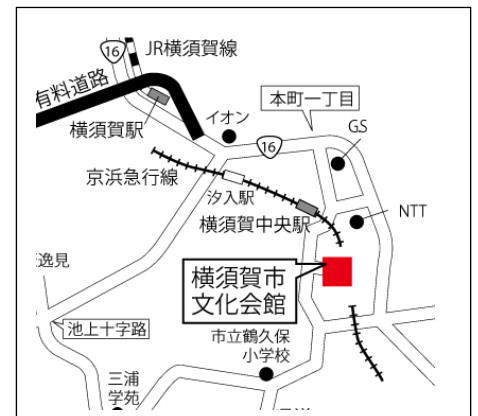 16
JR横須賀線
有料道路
横須賀駅
イオン
本町一丁目
16
GS
京浜急行線
汐入駅
横須賀中央駅
NTT
逸見
横須賀市
文化会館
池上十字路
市立鶴久保
小学校
三浦
学苑